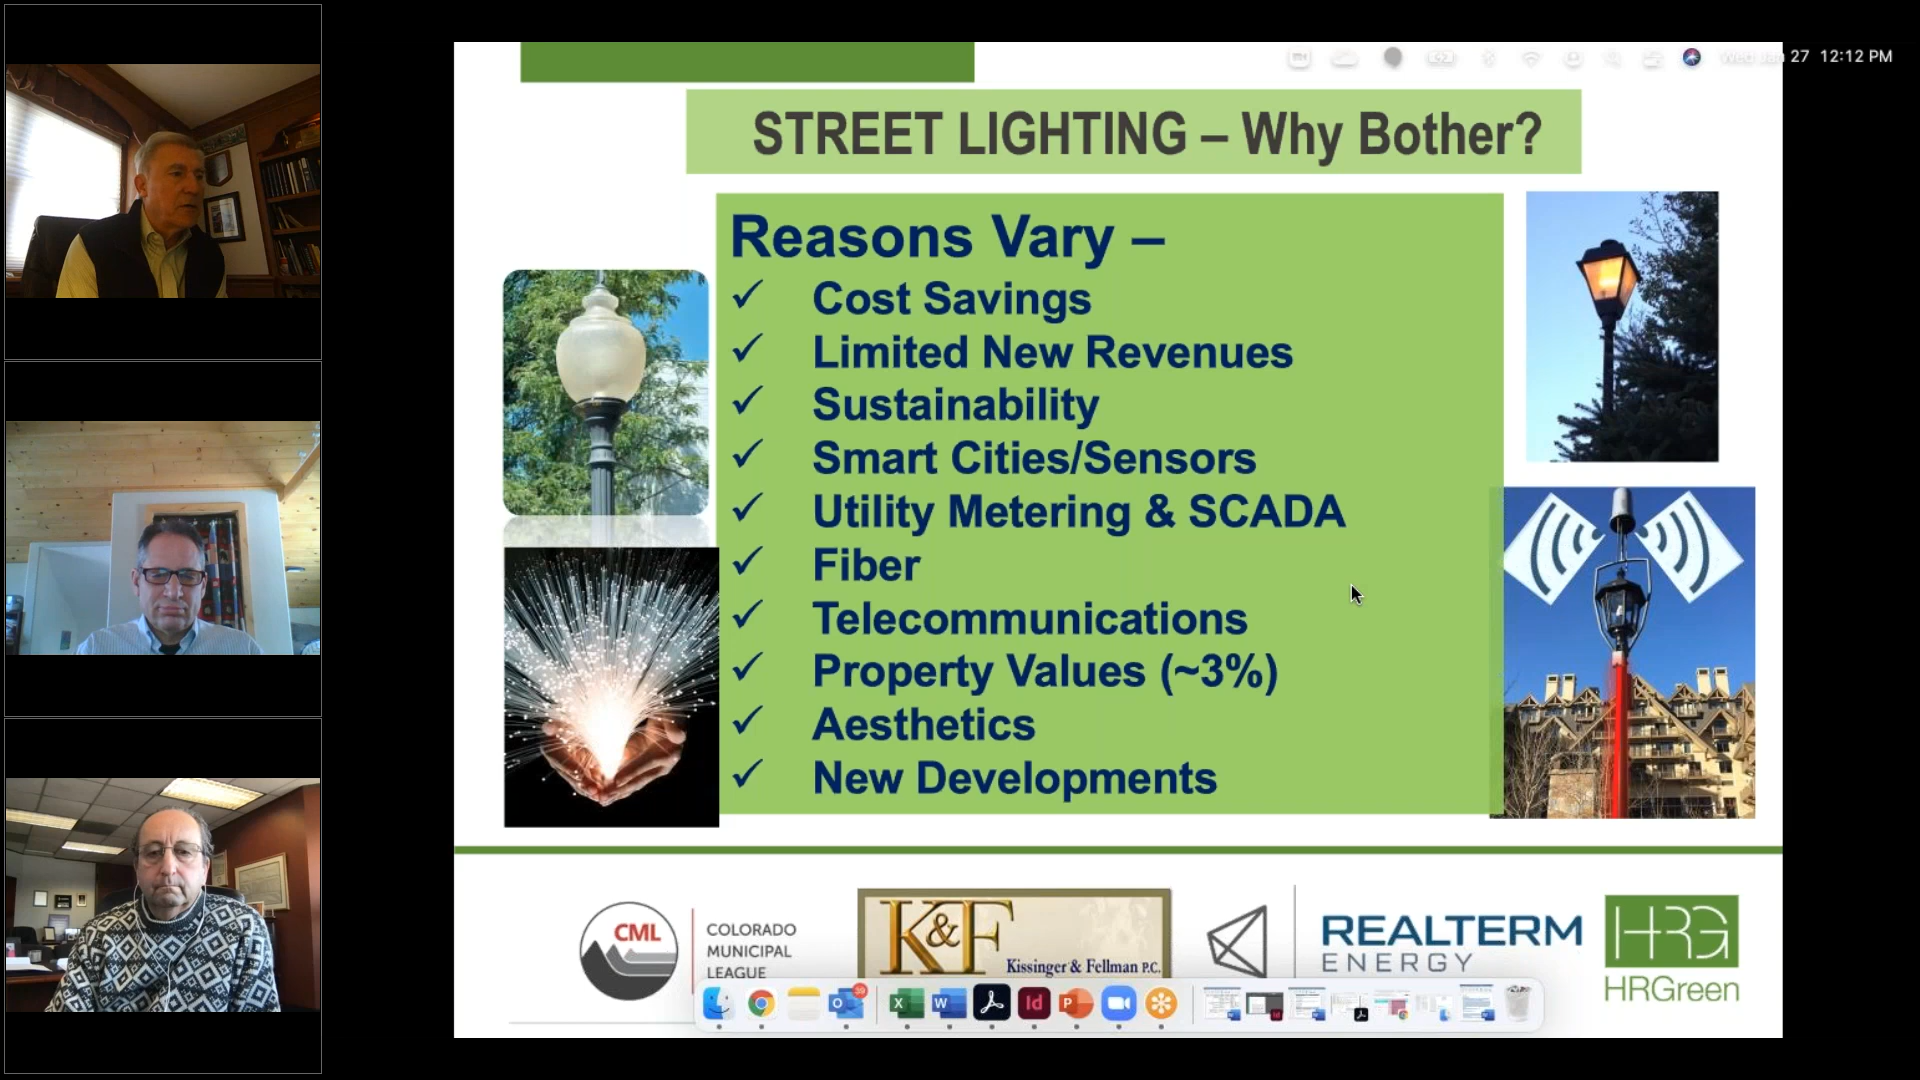 Wed Jan 27 12:12 PM
STREET LIGHTING – Why Bother?
Reasons Vary –
✓ Cost Savings
✓ Limited New Revenues
✓ Sustainability
✓ Smart Cities/Sensors
✓ Utility Metering & SCADA
✓ Fiber
✓ Telecommunications
✓ Property Values (~3%)
✓ Aesthetics
✓ New Developments
CML
COLORADO
MUNICIPAL
LEAGUE
K&F
Kissinger & Fellman P.C.
REALTERM
ENERGY
HRG
HRGreen
39
X
W
Id
P